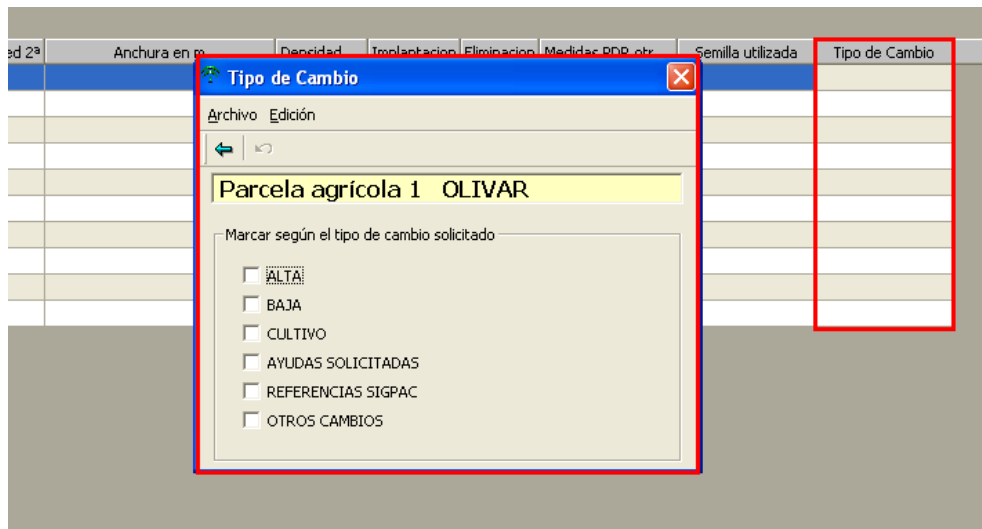 ed 2ª Anchura en m Densidad Implantacion Eliminacion Medidas PDR otr Semilla utilizada Tipo de Cambio
Tipo de Cambio
Archivo Edición
Parcela agrícola 1 OLIVAR
Marcar según el tipo de cambio solicitado
ALTA
BAJA
CULTIVO
AYUDAS SOLICITADAS
REFERENCIAS SIGPAC
OTROS CAMBIOS